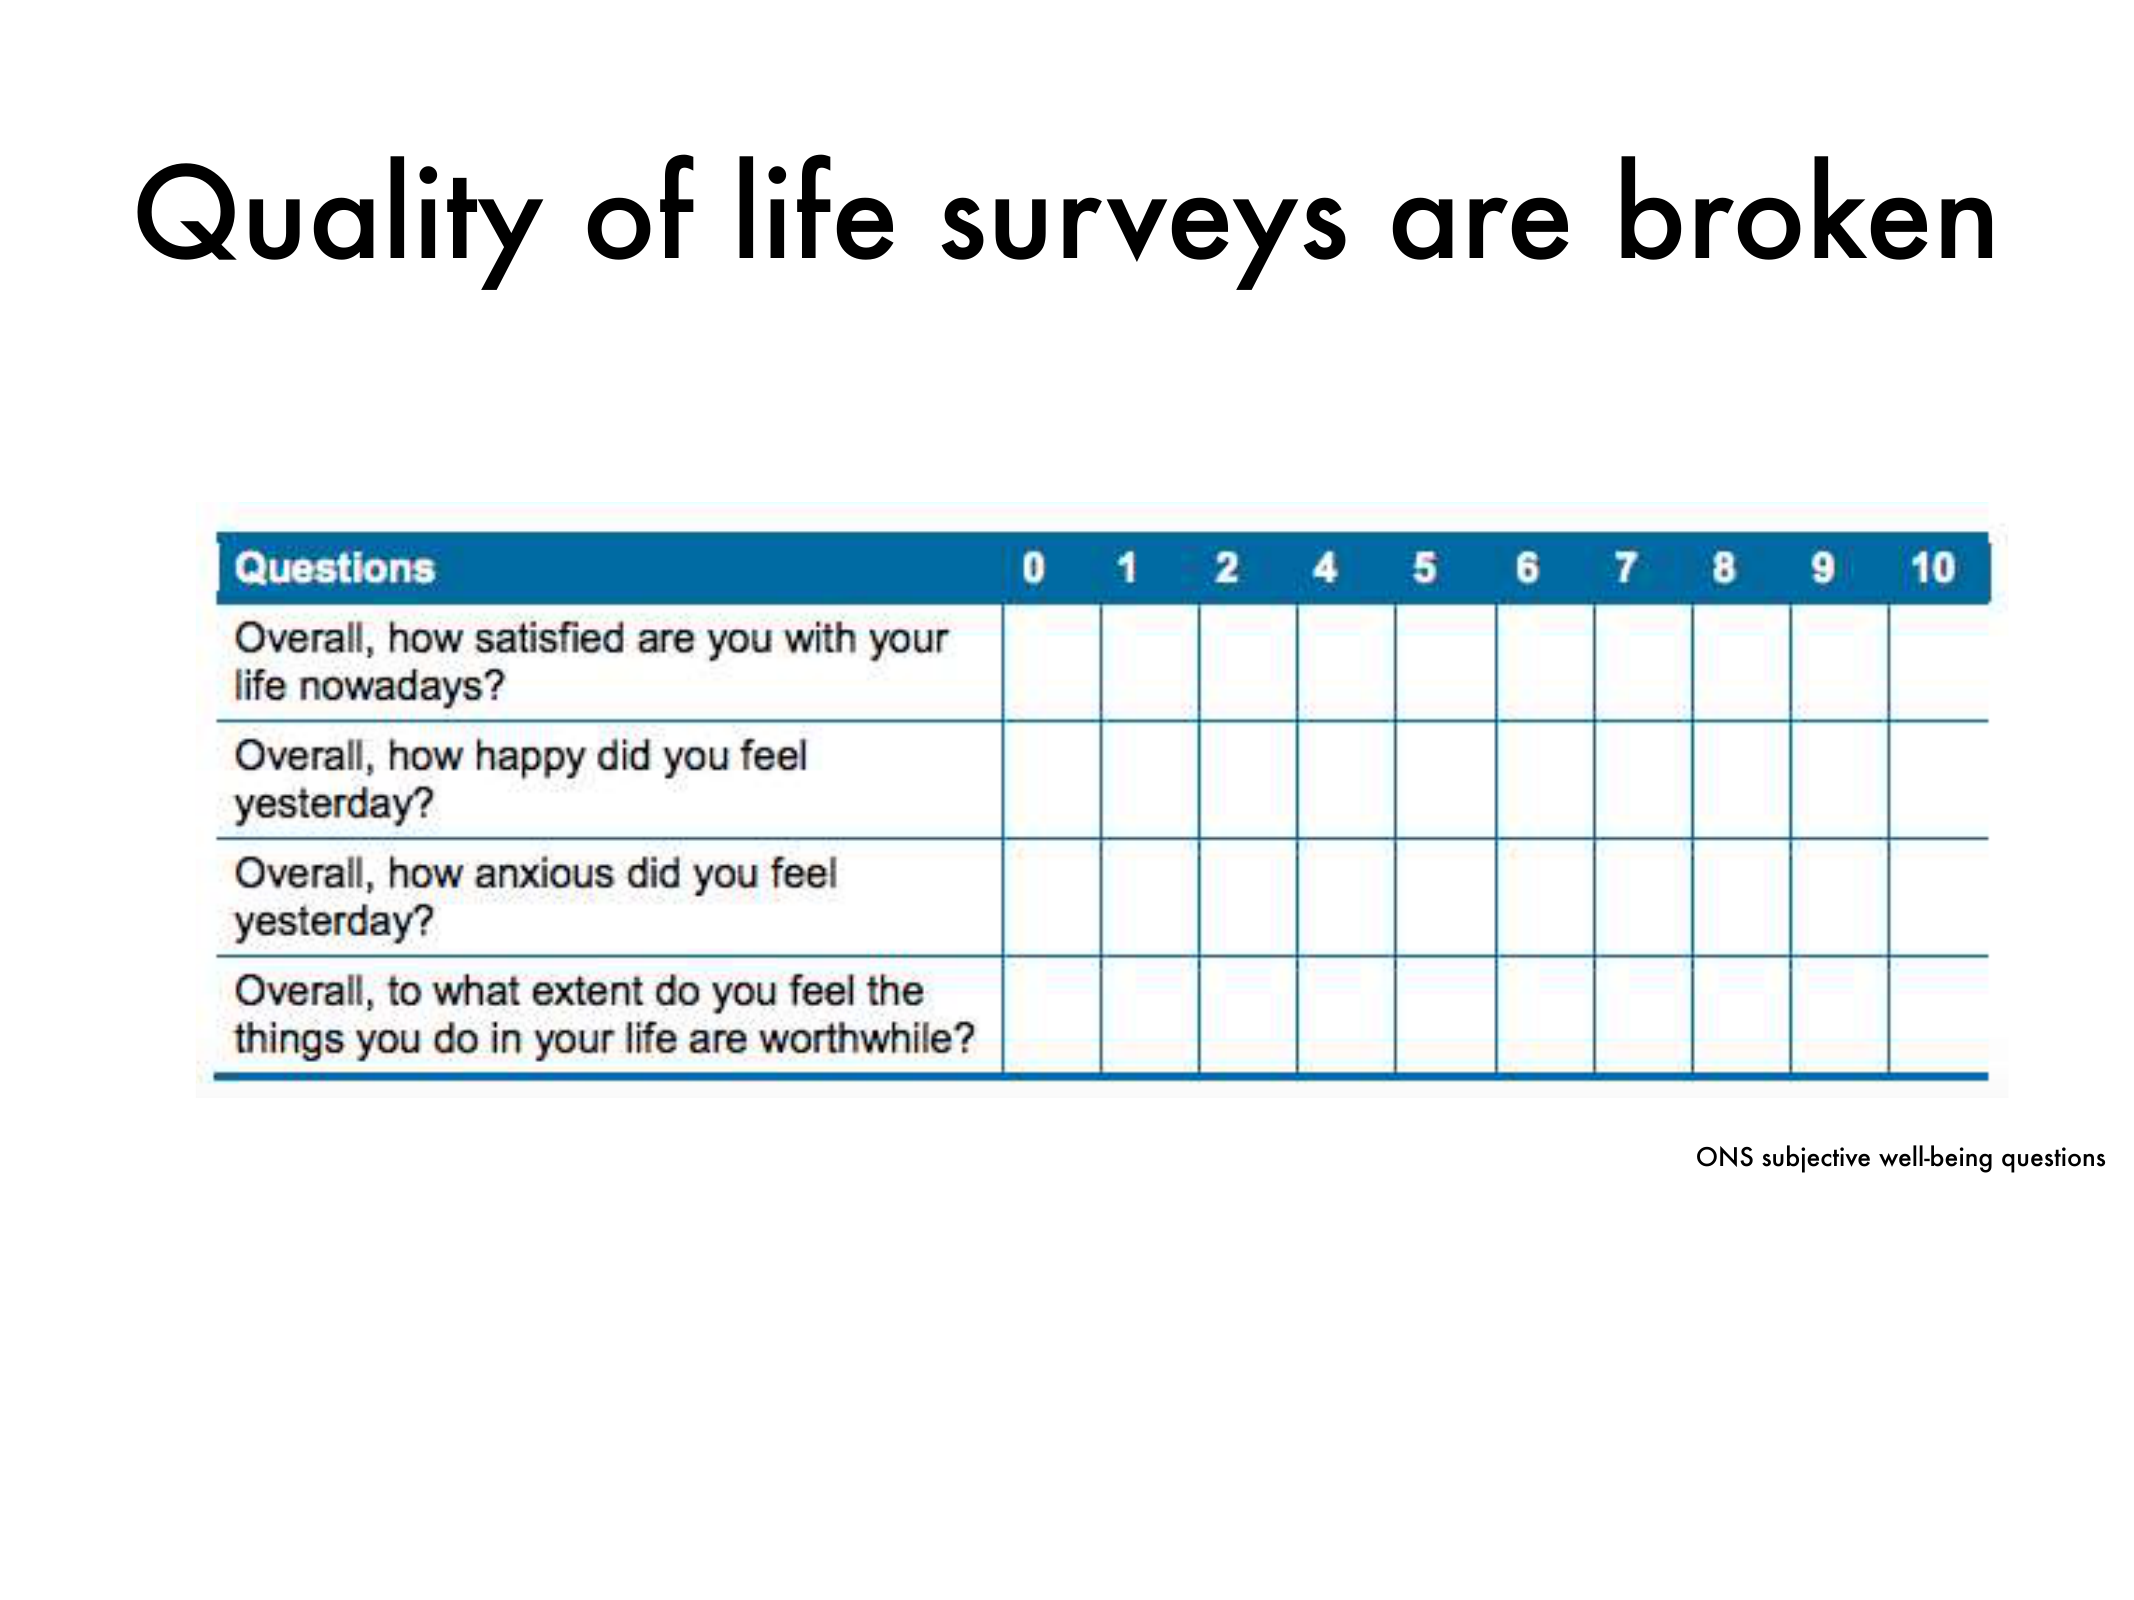 Quality of life surveys are broken
Questions 0 1 2 4 5 6 7 8 9 10
Overall, how satisfied are you with your
life nowadays?
Overall, how happy did you feel
yesterday?
Overall, how anxious did you feel
yesterday?
Overall, to what extent do you feel the
things you do in your life are worthwhile?
ONS subjective well-being questions